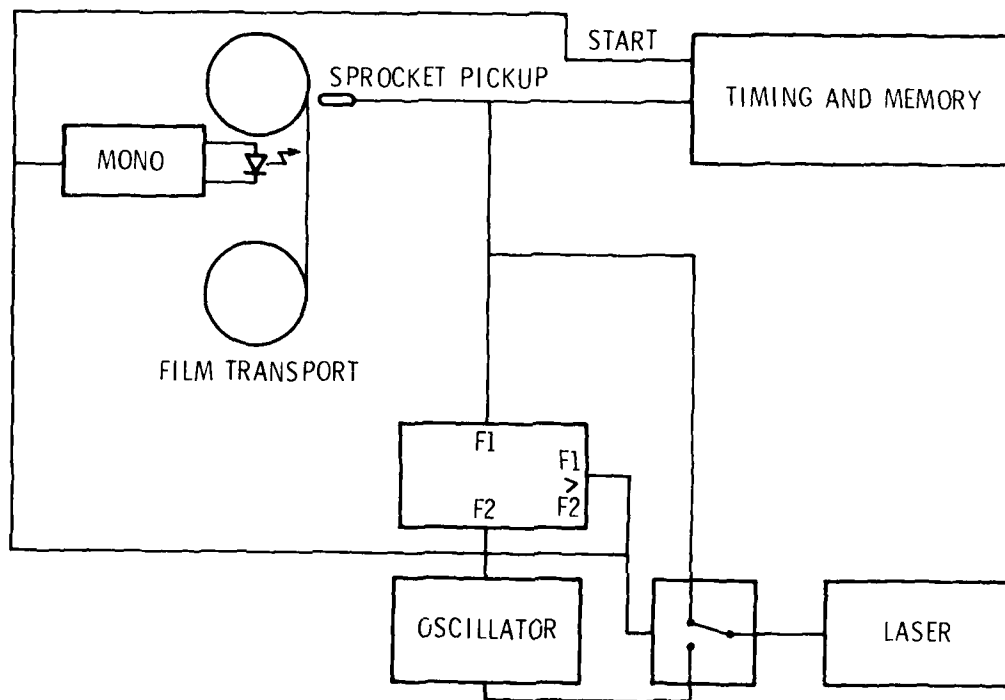 START
SPROCKET PICKUP
TIMING AND MEMORY
MONO
FILM TRANSPORT
F1
F1
>
F2
F2
OSCILLATOR
LASER